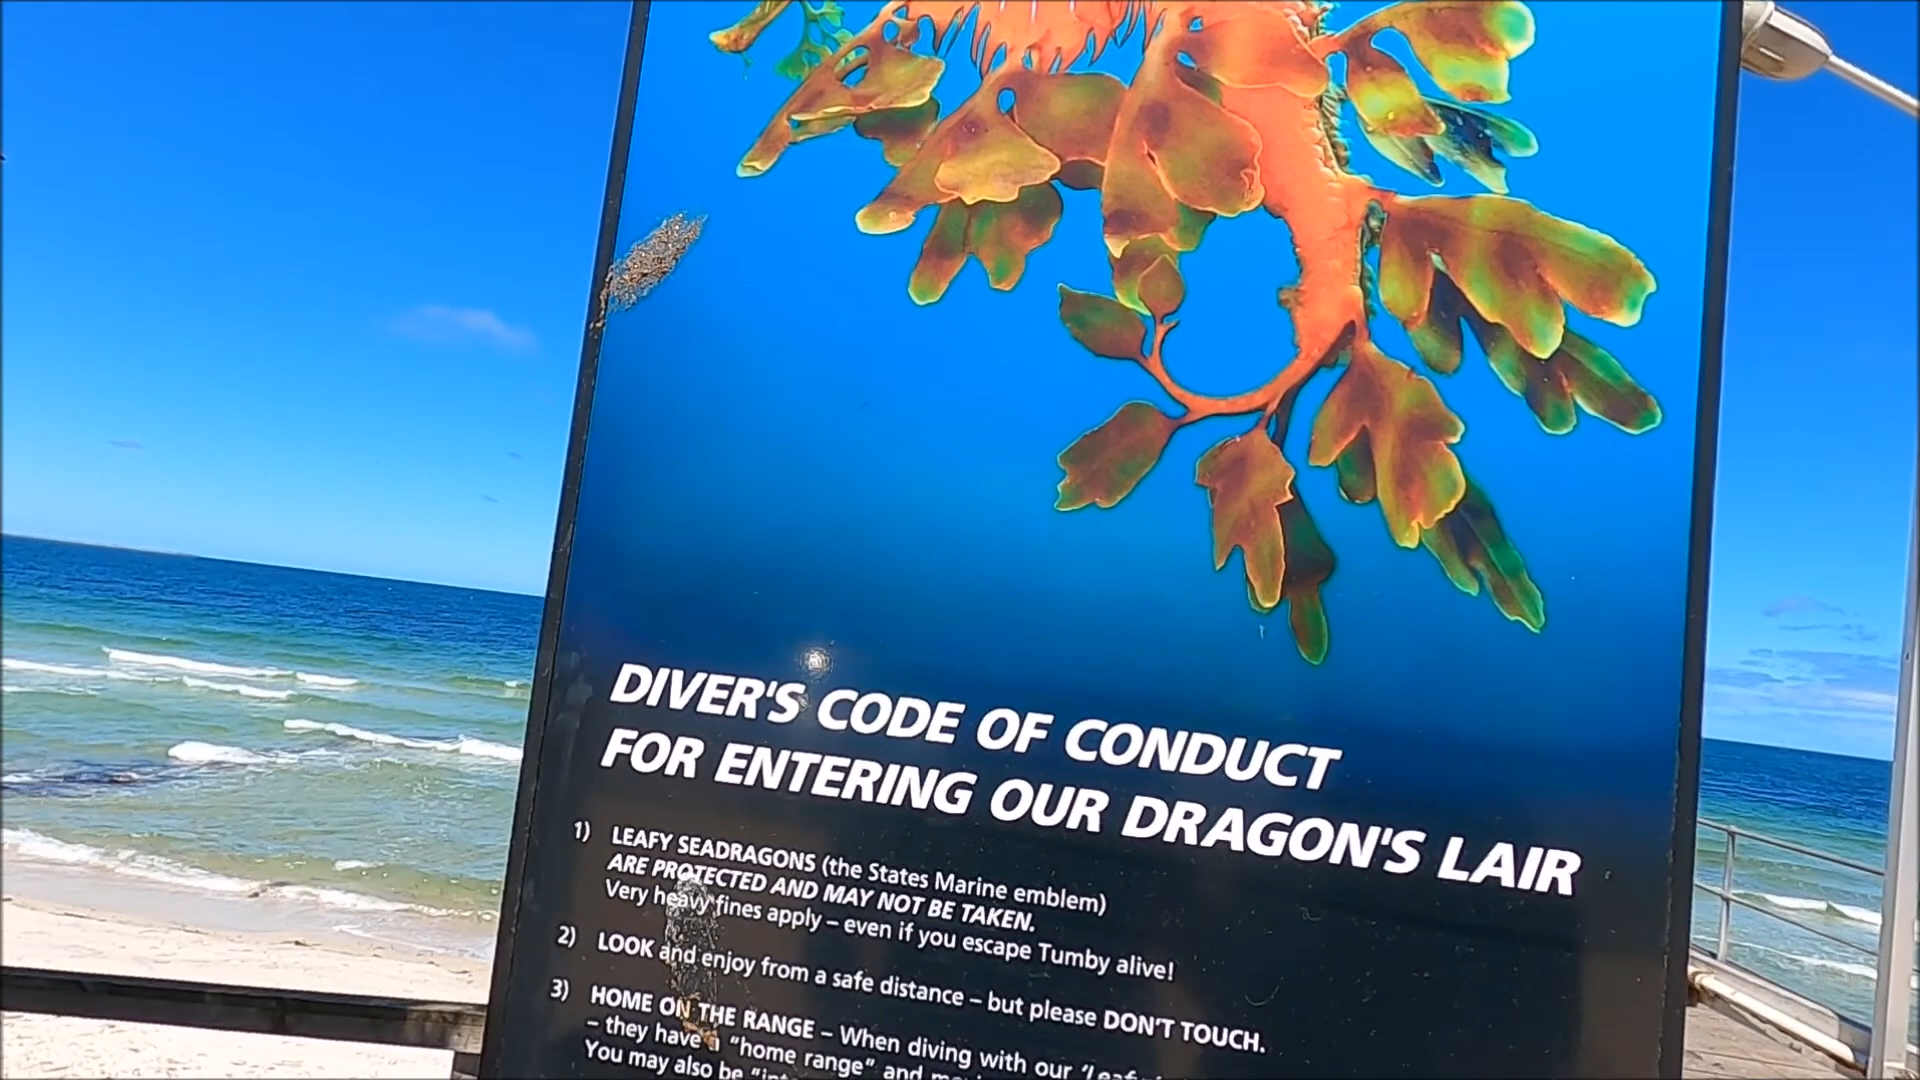 DIVER'S CODE OF CONDUCT
FOR ENTERING OUR DRAGON'S LAIR
1) LEAFY SEADRAGONS (the States Marine emblem)
ARE PROTECTED AND MAY NOT BE TAKEN.
Very heavy fines apply – even if you escape Tumby alive!
2) LOOK and enjoy from a safe distance – but please DON'T TOUCH.
3) HOME ON THE RANGE – When diving with our
– they have a "home range" and
You may also be